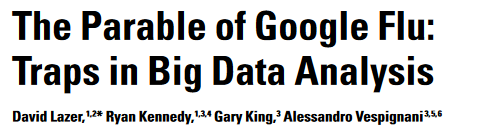 The Parable of Google Flu:
Traps in Big Data Analysis
David Lazer,1,2* Ryan Kennedy,1,3,4 Gary King,3 Alessandro Vespignani3,5,6